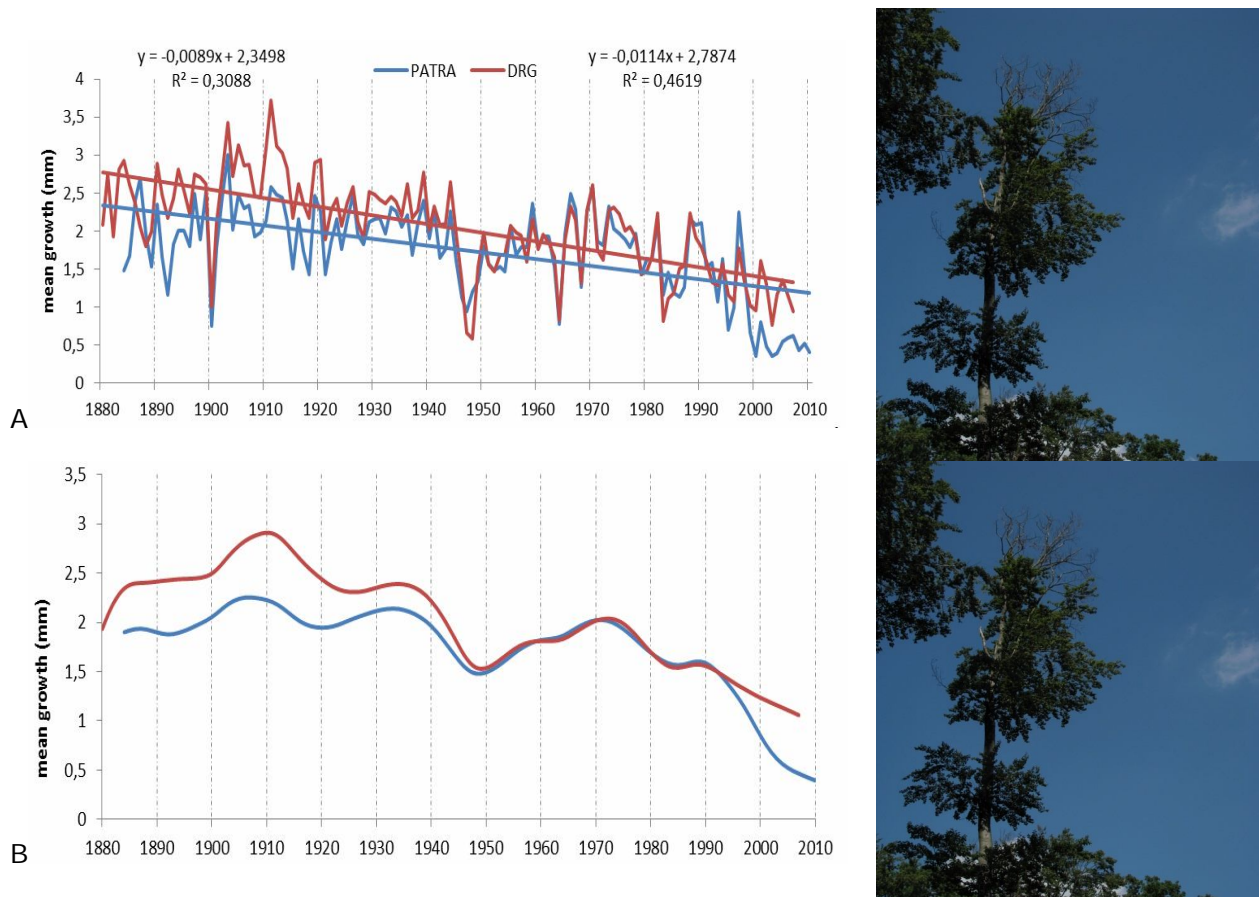 y = -0,0089x + 2,3498
R² = 0,3088
PATRA
DRG
y = -0,0114x + 2,7874
R² = 0,4619
mean growth (mm)
4
3,5
3
2,5
2
1,5
1
0,5
0
1880 1890 1900 1910 1920 1930 1940 1950 1960 1970 1980 1990 2000 2010
A
mean growth (mm)
3,5
3
2,5
2
1,5
1
0,5
0
1880 1890 1900 1910 1920 1930 1940 1950 1960 1970 1980 1990 2000 2010
B